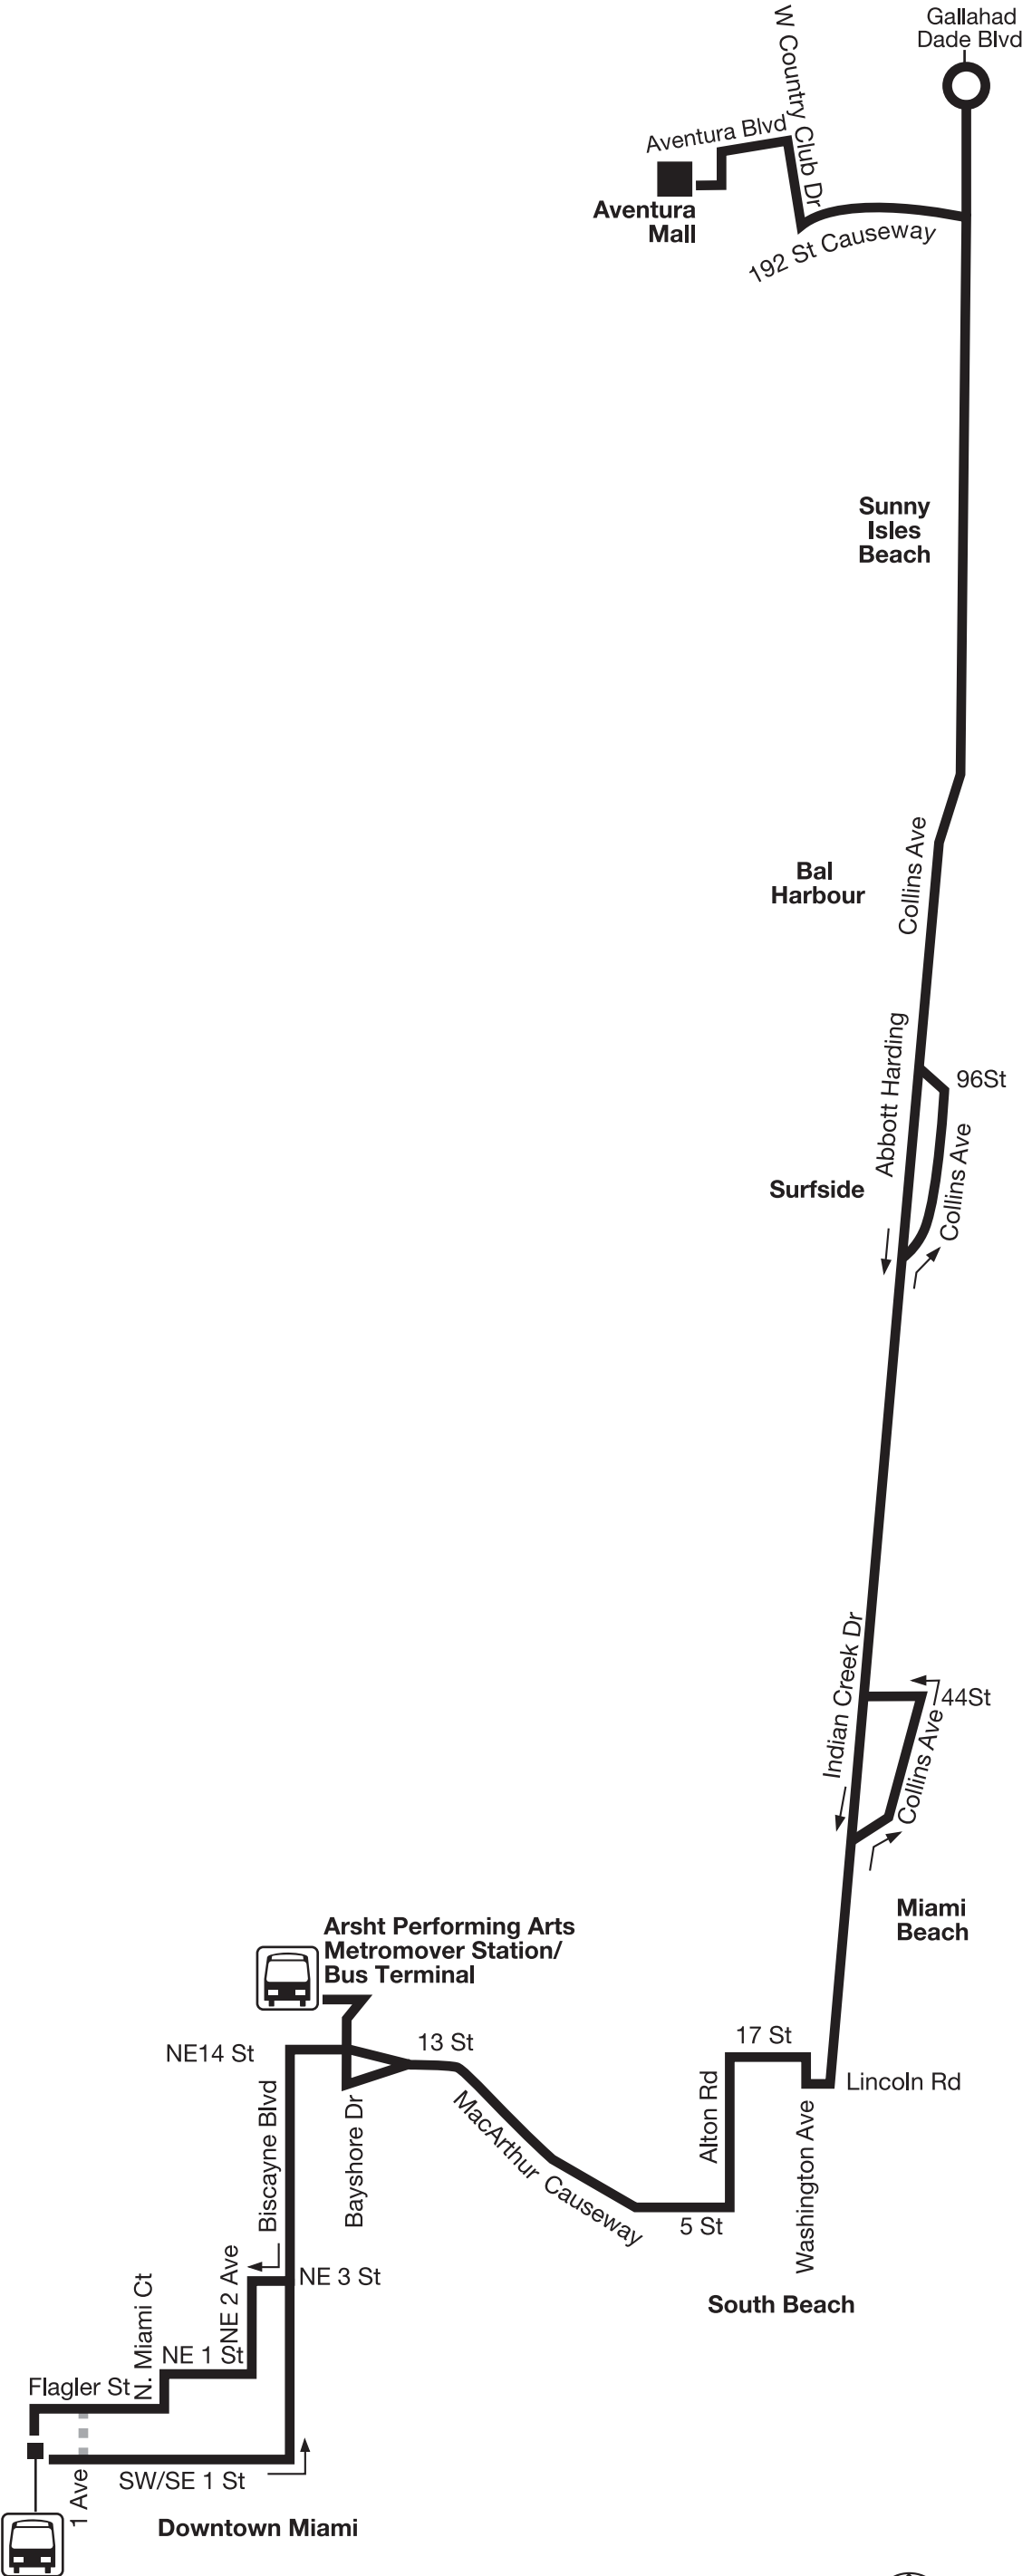 Gallahad
Dade Blvd
W Country Club Dr
Aventura Blvd
Aventura
Mall
192 St Causeway
Sunny
Isles
Beach
Collins Ave
Bal
Harbour
Abbott Harding
96St
Collins Ave
Surfside
Indian Creek Dr
44St
Collins Ave
Miami
Beach
Arsht Performing Arts
Metromover Station/
Bus Terminal
13 St
17 St
NE14 St
Lincoln Rd
Alton Rd
Biscayne Blvd
Bayshore Dr
MacArthur Causeway
Washington Ave
5 St
NE 3 St
NE 2 Ave
South Beach
N. Miami Ct
NE 1 St
Flagler St
SW/SE 1 St
1 Ave
Downtown Miami